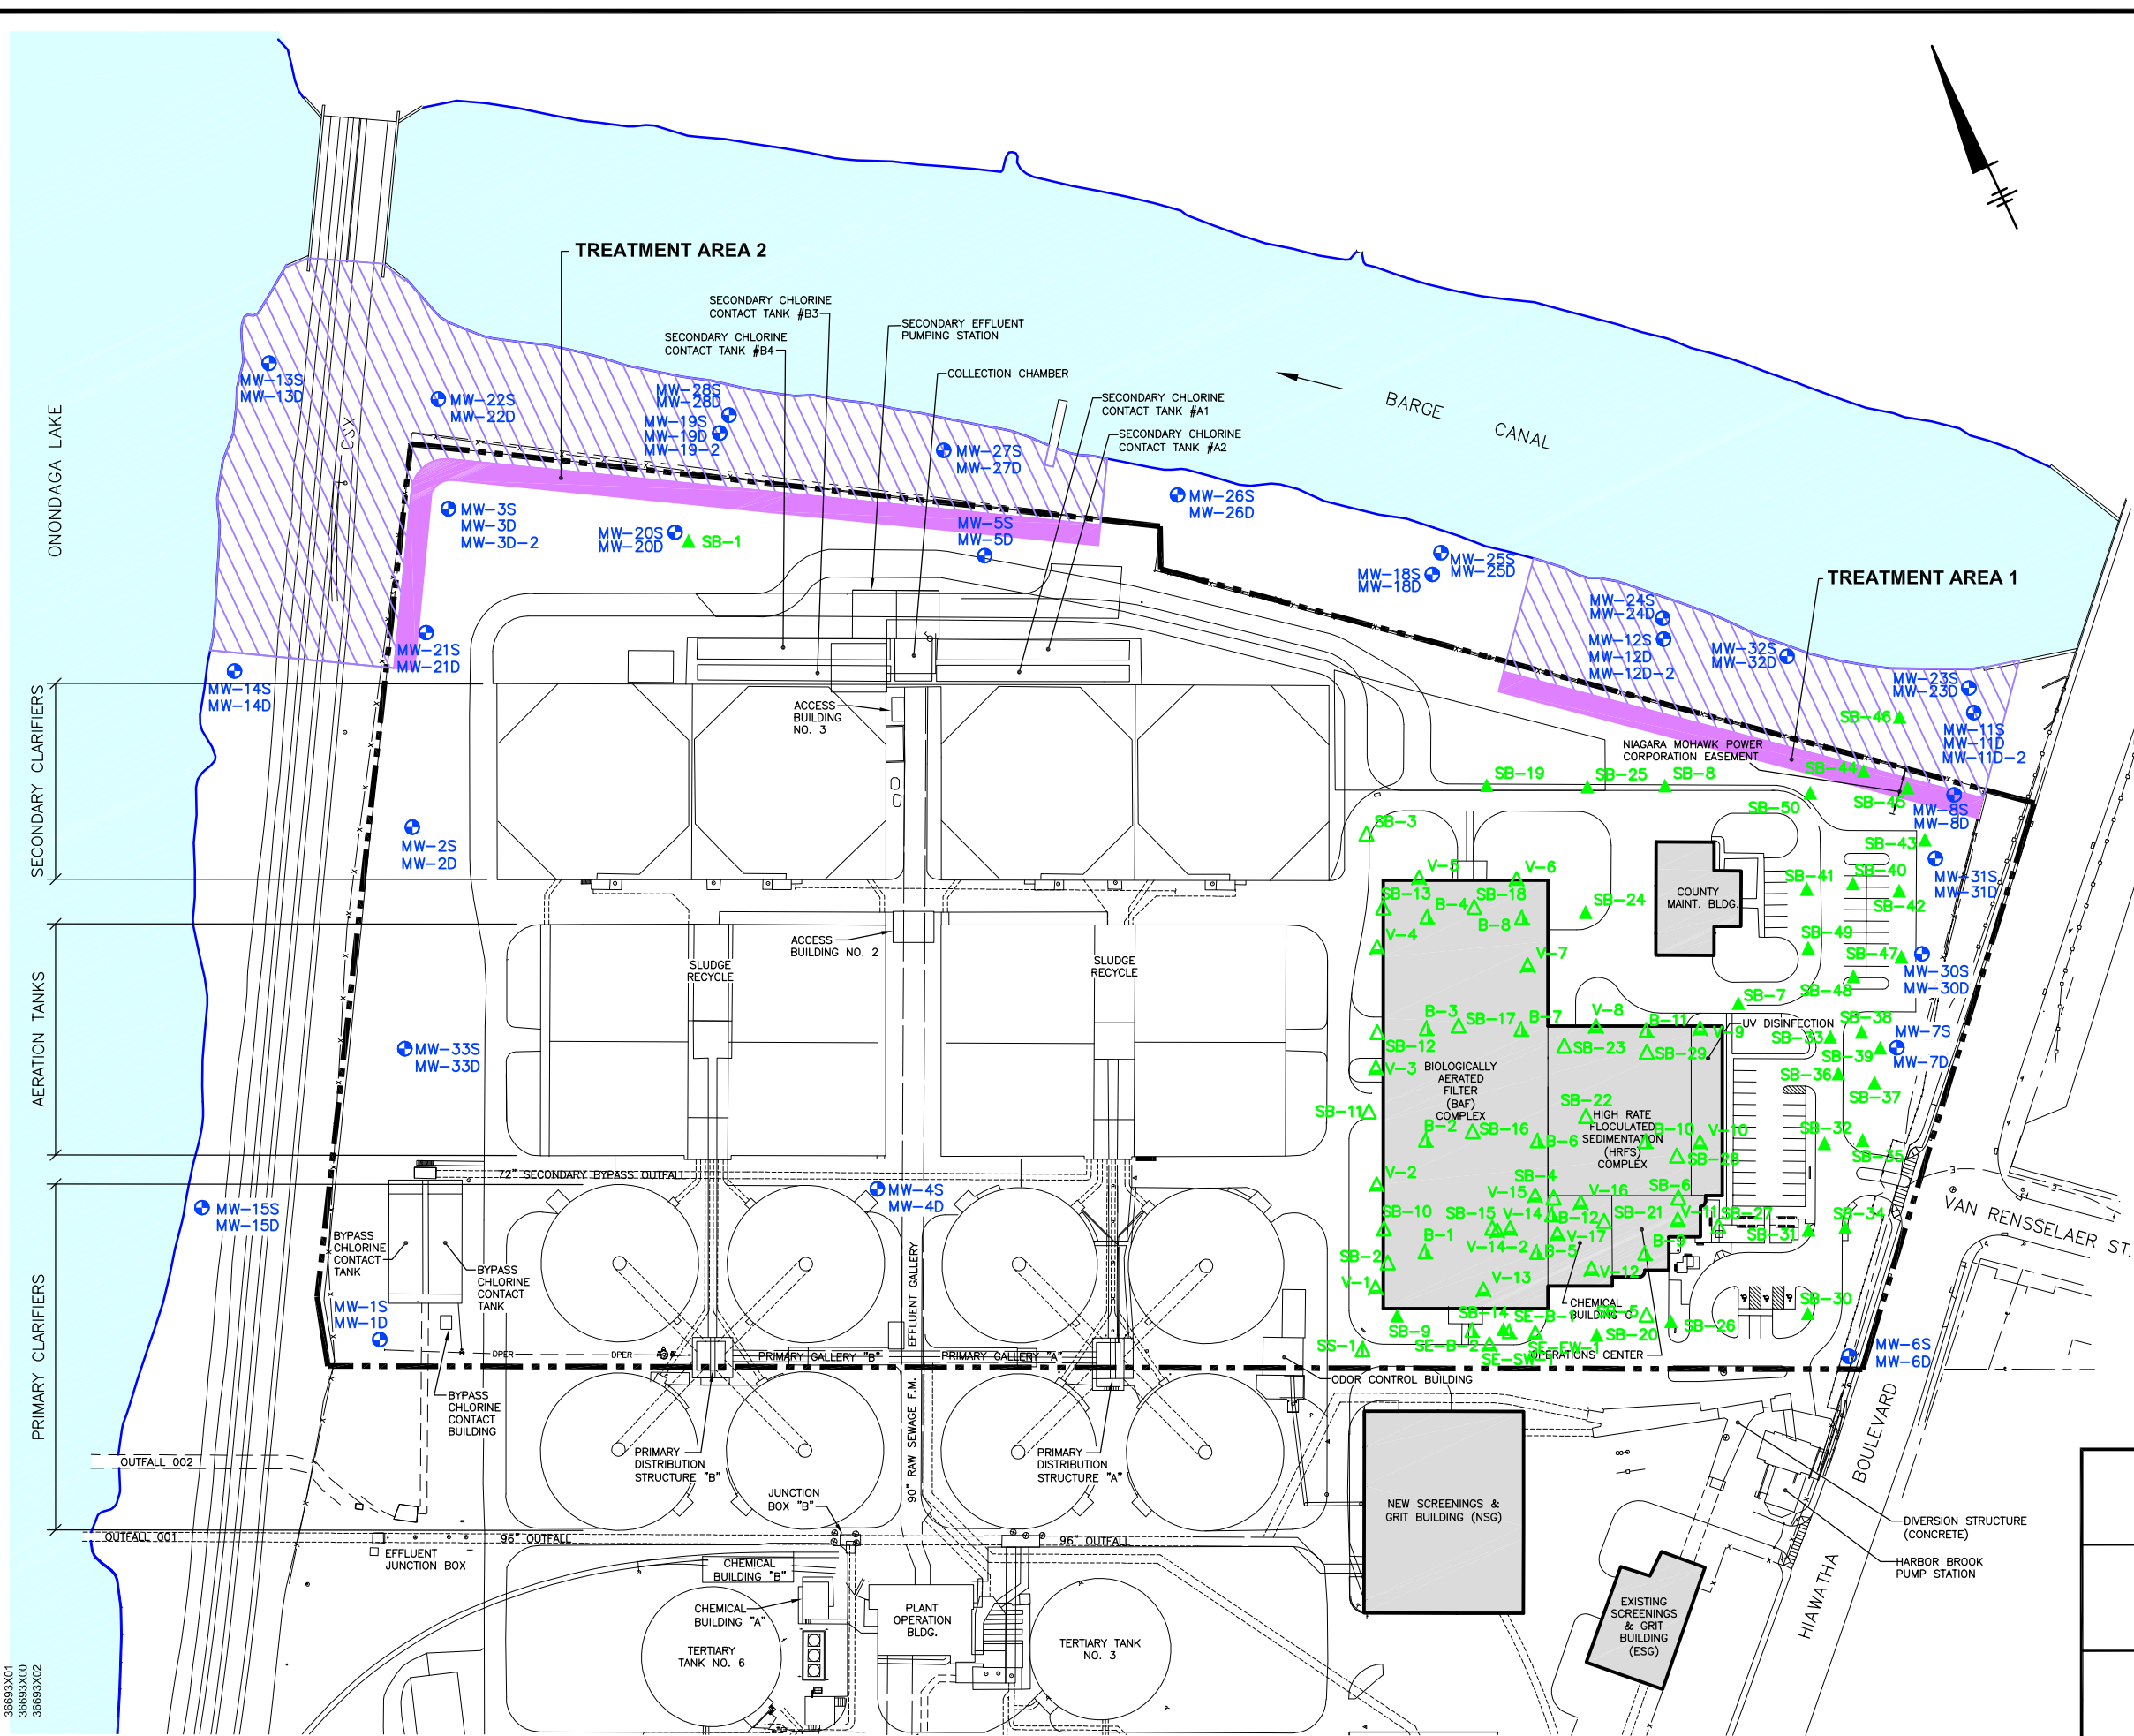 TREATMENT AREA 2
SECONDARY CHLORINE
CONTACT TANK #B3
SECONDARY EFFLUENT
PUMPING STATION
SECONDARY CHLORINE
CONTACT TANK #B4
COLLECTION CHAMBER
SECONDARY CHLORINE
CONTACT TANK #A1
SECONDARY CHLORINE
CONTACT TANK #A2
BARGE CANAL
ONONDAGA LAKE
CSX
MW-13S
MW-13D
MW-22S
MW-22D
MW-28S
MW-28D
MW-19S
MW-19D
MW-19-2
MW-27S
MW-27D
MW-26S
MW-26D
MW-3S
MW-3D
MW-3D-2
MW-20S
MW-20D
SB-1
MW-5S
MW-5D
MW-25S
MW-25D
MW-18S
MW-18D
TREATMENT AREA 1
MW-24S
MW-24D
MW-12S
MW-12D
MW-12D-2
MW-32S
MW-32D
MW-23S
MW-23D
SB-46
MW-11S
MW-11D
MW-11D-2
MW-21S
MW-21D
MW-14S
MW-14D
SECONDARY CLARIFIERS
ACCESS
BUILDING
NO. 3
NIAGARA MOHAWK POWER
CORPORATION EASEMENT
SB-19
SB-25
SB-8
SB-44
SB-50
SB-45
MW-8S
MW-8D
MW-2S
MW-2D
SB-3
SB-43
V-5
V-6
SB-13
B-4
SB-18
B-8
SB-24
COUNTY
MAINT. BLDG.
SB-41
SB-40
SB-42
MW-31S
MW-31D
V-4
V-7
SB-49
SB-47
SB-48
MW-30S
MW-30D
ACCESS
BUILDING NO. 2
SLUDGE
RECYCLE
SLUDGE
RECYCLE
AERATION TANKS
MW-33S
MW-33D
SB-7
B-3
SB-17
B-7
V-8
B-11
V-9
UV DISINFECTION
SB-12
SB-23
SB-29
SB-33
SB-38
SB-39
MW-7S
MW-7D
V-3
BIOLOGICALLY
AERATED
FILTER
(BAF)
COMPLEX
SB-36
SB-37
SB-11
SB-22
HIGH RATE
FLOCULATED
SEDIMENTATION
(HRFS)
COMPLEX
B-2
SB-16
B-6
B-10
V-10
SB-28
SB-32
SB-35
72" SECONDARY BYPASS OUTFALL
MW-4S
MW-4D
MW-15S
MW-15D
V-2
SB-4
V-15
V-16
SB-6
SB-10
SB-15
V-14
B-12
SB-21
V-11
SB-27
SB-31
SB-34
VAN RENSSELAER ST.
BYPASS
CHLORINE
CONTACT
TANK
BYPASS
CHLORINE
CONTACT
TANK
SB-2
B-1
V-14-2
B-5
V-17
B-9
V-1
V-13
V-12
PRIMARY CLARIFIERS
MW-1S
MW-1D
EFFLUENT GALLERY
CHEMICAL
BUILDING "C"
SB-5
SB-30
SB-9
SB-14
SE-B-1
SB-20
SB-26
SS-1
SE-B-2
SE-SW-1
SE-EW-1
OPERATIONS CENTER
MW-6S
MW-6D
DPER
DPER
PRIMARY GALLERY "B"
PRIMARY GALLERY "A"
ODOR CONTROL BUILDING
BYPASS
CHLORINE
CONTACT
BUILDING
90" RAW SEWAGE F.M.
PRIMARY
DISTRIBUTION
STRUCTURE "B"
PRIMARY
DISTRIBUTION
STRUCTURE "A"
OUTFALL 002
JUNCTION
BOX "B"
NEW SCREENINGS &
GRIT BUILDING (NSG)
HIAWATHA BOULEVARD
DIVERSION STRUCTURE
(CONCRETE)
HARBOR BROOK
PUMP STATION
OUTFALL 001
96" OUTFALL
96" OUTFALL
EFFLUENT
JUNCTION BOX
CHEMICAL
BUILDING "B"
CHEMICAL
BUILDING "A"
TERTIARY
TANK NO. 6
PLANT
OPERATION
BLDG.
TERTIARY TANK
NO. 3
EXISTING
SCREENINGS
& GRIT
BUILDING
(ESG)
36693X01
36693X00
36693X02